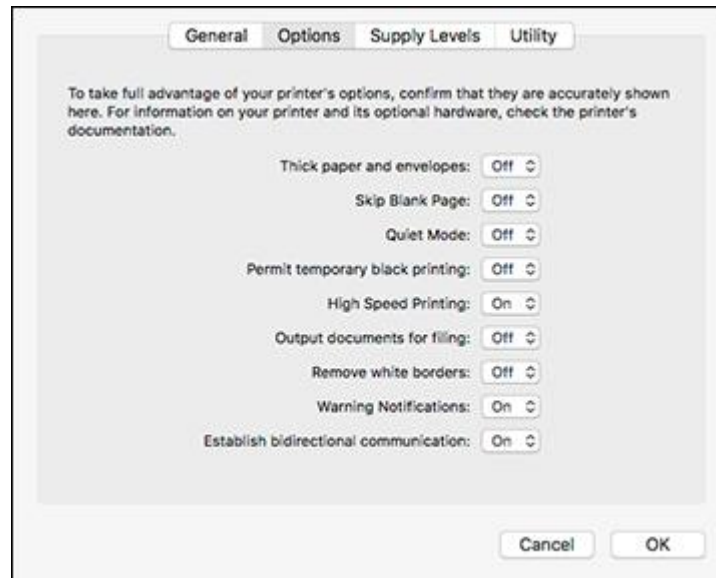 General Options Supply Levels Utility
To take full advantage of your printer's options, confirm that they are accurately shown
here. For information on your printer and its optional hardware, check the printer's
documentation.
Thick paper and envelopes: Off
Skip Blank Page: Off
Quiet Mode: Off
Permit temporary black printing: Off
High Speed Printing: On
Output documents for filing: Off
Remove white borders: Off
Warning Notifications: On
Establish bidirectional communication: On
Cancel OK